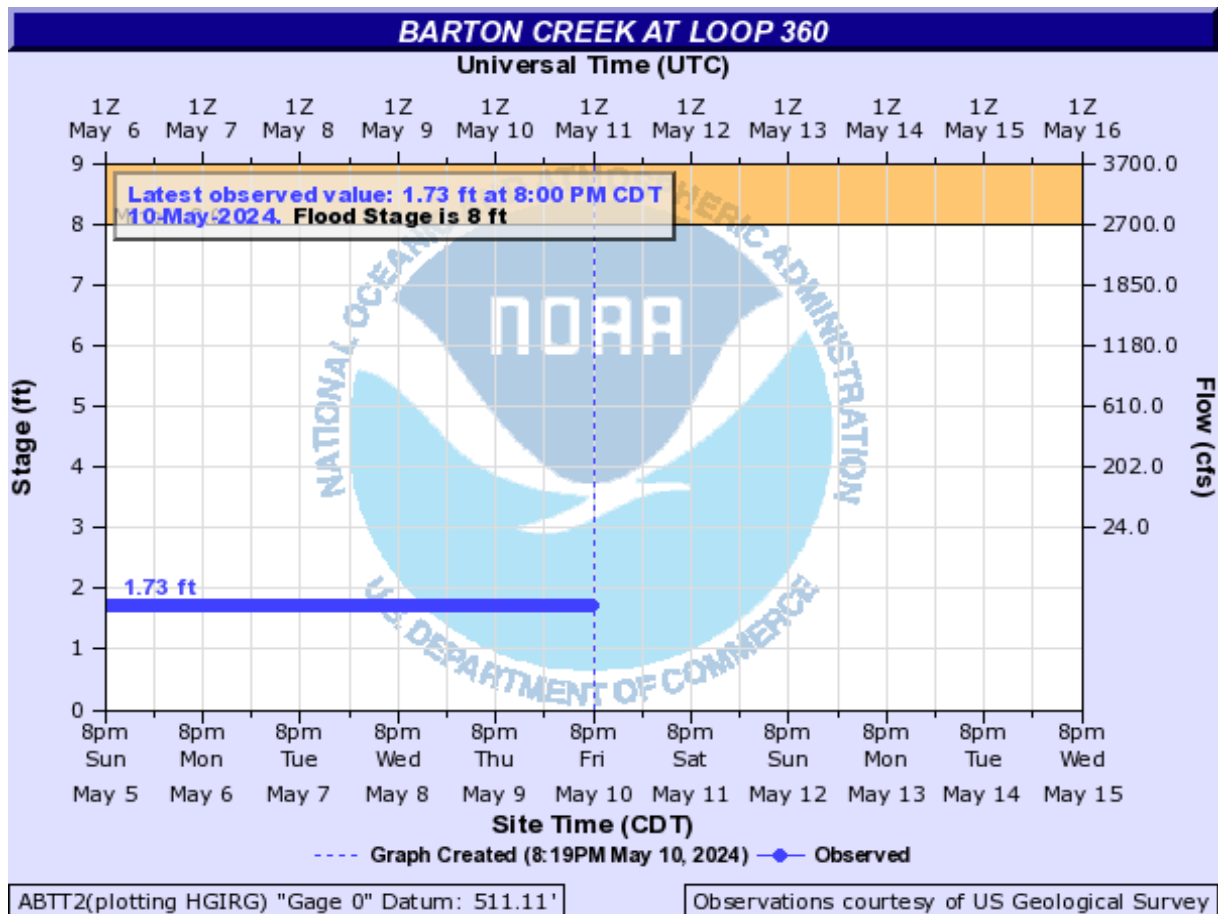 BARTON CREEK AT LOOP 360
Universal Time (UTC)
1Z 1Z 1Z 1Z 1Z 1Z 1Z 1Z 1Z 1Z 1Z
May 6 May 7 May 8 May 9 May 10 May 11 May 12 May 13 May 14 May 15 May 16
Latest observed value: 1.73 ft at 8:00 PM CDT
10-May-2024. Flood Stage is 8 ft
Stage (ft)
9
8
7
6
5
4
3
2
1
0
Flow (cfs)
3700.0
2700.0
1850.0
1180.0
610.0
202.0
24.0
NATIONAL OCEANIC AND ATMOSPHERIC ADMINISTRATION
NOAA
U.S. DEPARTMENT OF COMMERCE
1.73 ft
8pm 8pm 8pm 8pm 8pm 8pm 8pm 8pm 8pm 8pm 8pm
Sun Mon Tue Wed Thu Fri Sat Sun Mon Tue Wed
May 5 May 6 May 7 May 8 May 9 May 10 May 11 May 12 May 13 May 14 May 15
Site Time (CDT)
Graph Created (8:19PM May 10, 2024) Observed
ABTT2(plotting HGIRG) "Gage 0" Datum: 511.11'
Observations courtesy of US Geological Survey